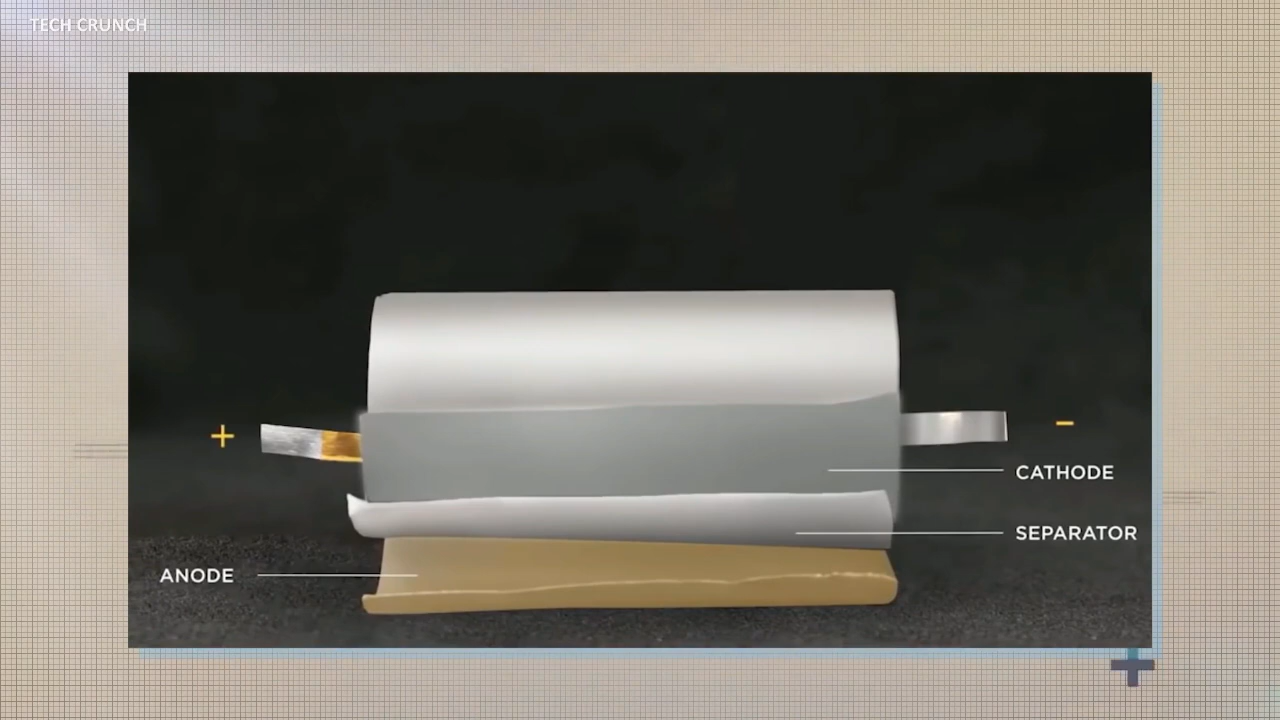 TECH CRUNCH
+
−
CATHODE
SEPARATOR
ANODE